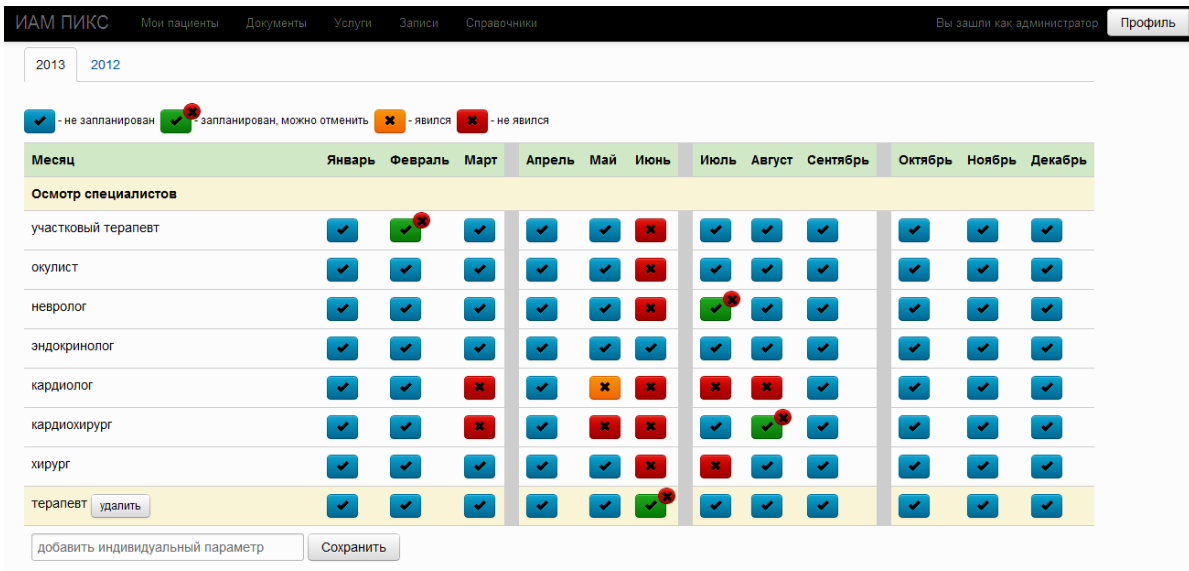 ИАМ ПИКС Мои пациенты Документы Услуги Записи Справочники Вы зашли как администратор Профиль
2013 2012
- не запланирован - запланирован, можно отменить - явился - не явился
Месяц Январь Февраль Март Апрель Май Июнь Июль Август Сентябрь Октябрь Ноябрь Декабрь
Осмотр специалистов
участковый терапевт
окулист
невролог
эндокринолог
кардиолог
кардиохирург
хирург
терапевт удалить
добавить индивидуальный параметр Сохранить